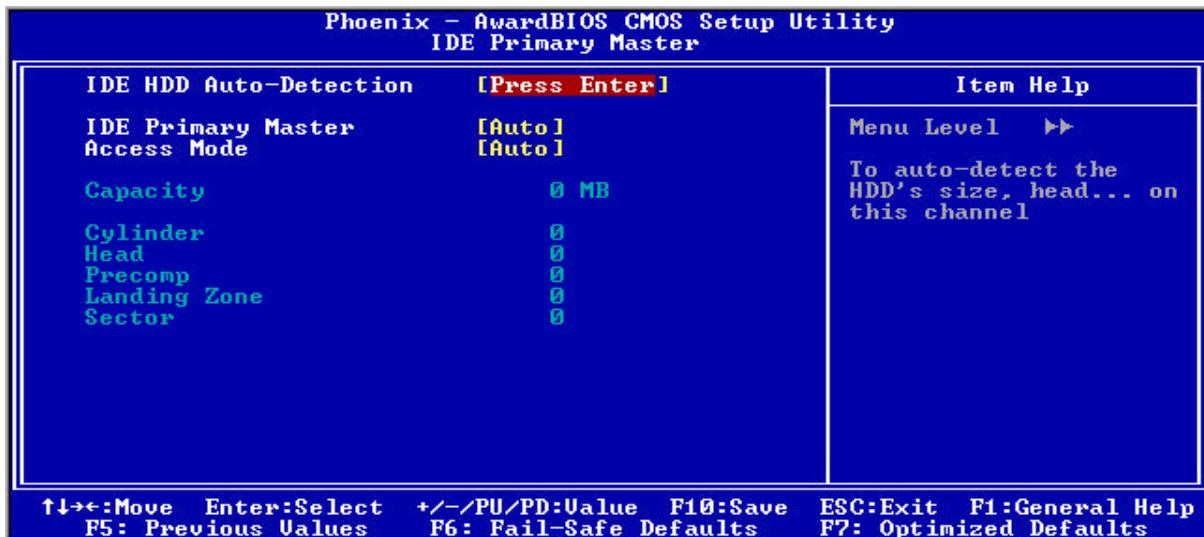 Phoenix - AwardBIOS CMOS Setup Utility
IDE Primary Master
IDE HDD Auto-Detection [Press Enter]
IDE Primary Master [Auto]
Access Mode [Auto]
Capacity 0 MB
Cylinder 0
Head 0
Precomp 0
Landing Zone 0
Sector 0
Item Help
Menu Level ►►
To auto-detect the
HDD's size, head... on
this channel
↑↓→←:Move Enter:Select +/-/PU/PD:Value F10:Save ESC:Exit F1:General Help
F5: Previous Values F6: Fail-Safe Defaults F7: Optimized Defaults